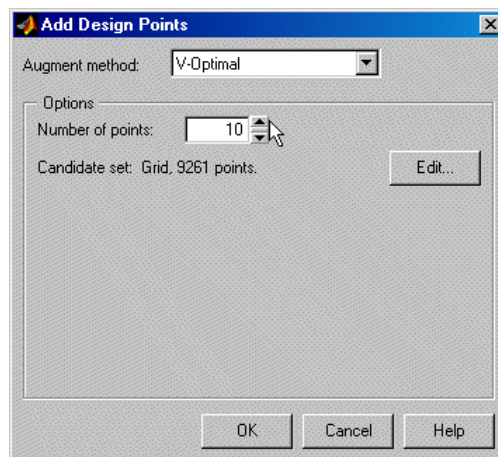 Add Design Points
Augment method: V-Optimal
Options
Number of points: 10
Candidate set: Grid, 9261 points. Edit...
OK Cancel Help